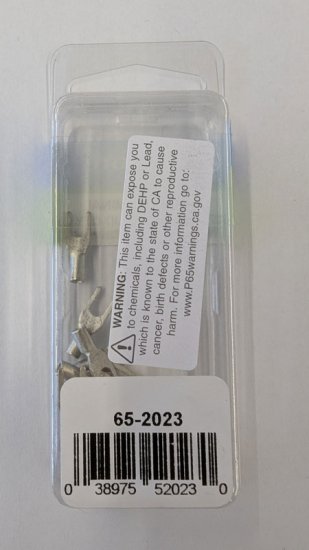 WARNING: This item can expose you
to chemicals, including DEHP or Lead,
which is known to the state of CA to cause
cancer, birth defects or other reproductive
harm. For more information go to:
www.P65warnings.ca.gov
65-2023
0 38975 52023 0